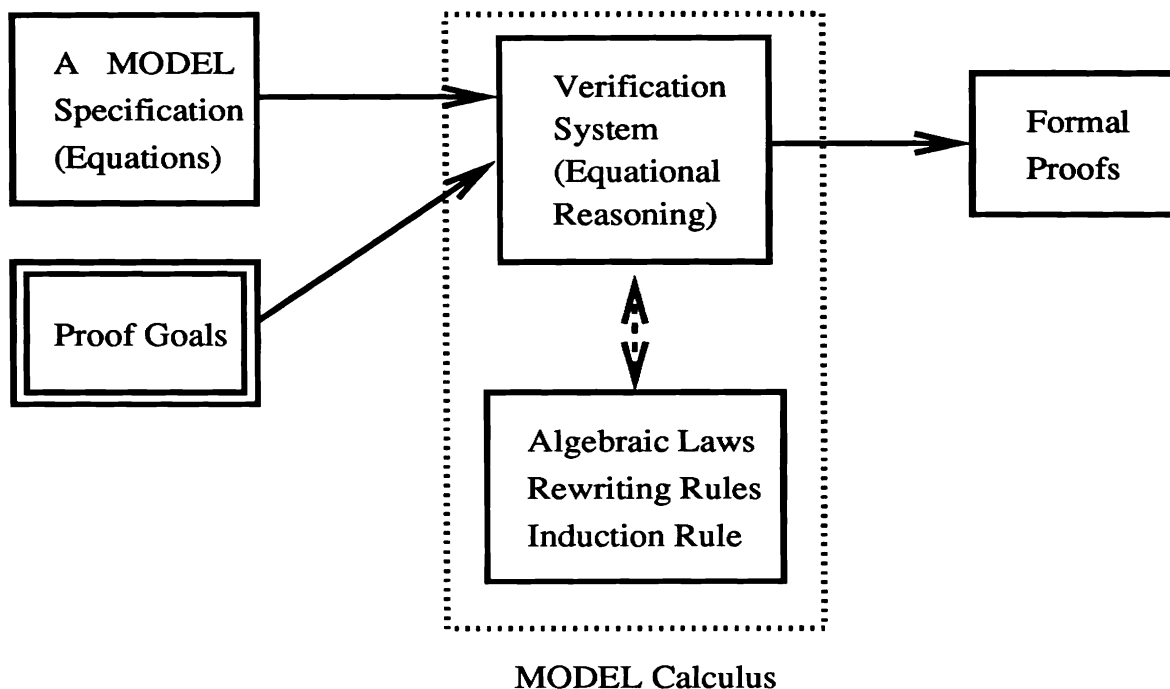 A MODEL
Specification
(Equations)
Proof Goals
Verification
System
(Equational
Reasoning)
Algebraic Laws
Rewriting Rules
Induction Rule
Formal
Proofs
MODEL Calculus